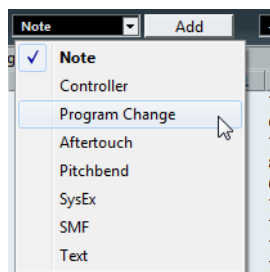 Note Add
Note
Controller
Program Change
Aftertouch
Pitchbend
SysEx
SMF
Text